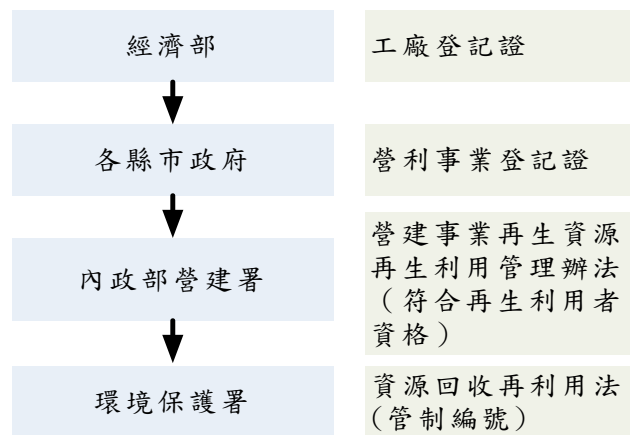 經濟部
工廠登記證
各縣市政府
營利事業登記證
內政部營建署
營建事業再生資源
再生利用管理辦法
（符合再生利用者
資格）
環境保護署
資源回收再利用法
(管制編號）